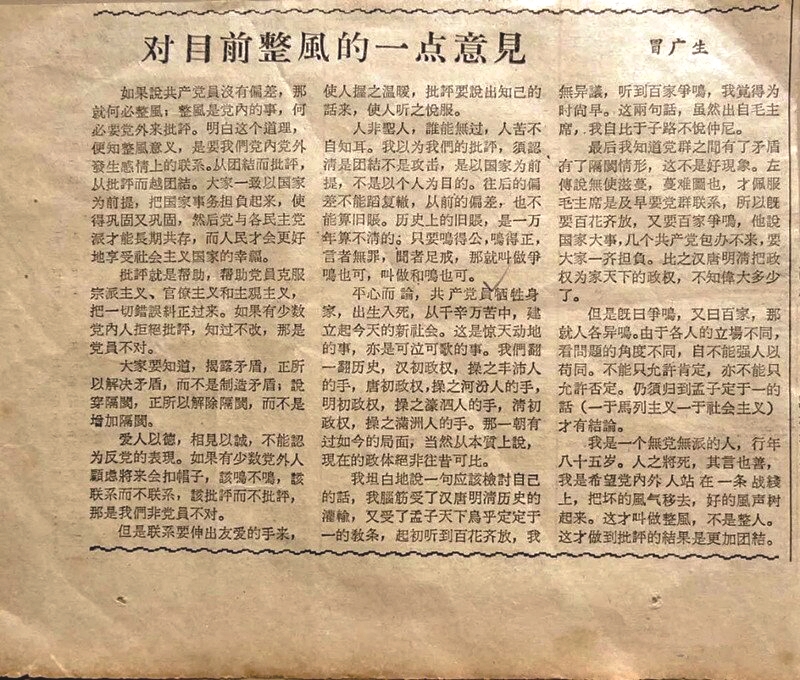 对目前整風的一点意見
冒广生
如果說共产党員沒有偏差，那
就何必整風；整風是党內的事，何
必要党外来批評。明白这个道理，
便知整風意义，是要我們党內党外
發生感情上的联系。从团結而批評，
从批評而越团結。大家一致以国家
为前提，把国家事务担負起来，使
得巩固又巩固，然后党与各民主党
派才能長期共存，而人民才会更好
地享受社会主义国家的幸福。
批評就是帮助，帮助党員克服
宗派主义、官僚主义和主观主义，
把一切錯誤糾正过来。如果有少数
党內人拒絕批評，知过不改，那是
党員不对。
大家要知道，揭露矛盾，正所
以解决矛盾，而不是制造矛盾；說
穿隔閡，正所以解除隔閡，而不是
增加隔閡。
爱人以德，相見以誠，不能認
为反党的表現。如果有少数党外人
顧慮将来会扣帽子，該鳴不鳴，該
联系而不联系，該批評而不批評，
那是我們非党員不对。
但是联系要伸出友爱的手来，
使人握之温暖，批評要說出知己的
話来，使人听之悅服。
人非聖人，誰能無过，人苦不
自知耳。我以为我們的批評，須認
清是团結不是攻击，是以国家为前
提，不是以个人为目的。往后的偏
差不能蹈复轍，从前的偏差，也不
能算旧賬。历史上的旧賬，是一万
年算不清的。只要鳴得公，鳴得正，
言者無罪，聞者足戒，那就叫做爭
鳴也可，叫做和鳴也可。
平心而論，共产党員牺牲身
家，出生入死，从千辛万苦中，建
立起今天的新社会。这是惊天动地
的事，亦是可泣可歌的事。我們翻
一翻历史，汉初政权，操之丰沛人
的手，唐初政权，操之河汾人的手，
明初政权，操之濠泗人的手，清初
政权，操之滿洲人的手。那一朝有
过如今的局面，当然从本質上說，
現在的政体絕非往昔可比。
我坦白地說一句应該檢討自己
的話，我腦筋受了汉唐明清历史的
灌輸，又受了孟子天下烏乎定定于
一的敎条，起初听到百花齐放，我
無异議，听到百家爭鳴，我覚得为
时尚早。这兩句話，虽然出自毛主
席，我自比于子路不悅仲尼。
最后我知道党群之間有了矛盾
有了隔閡情形，这不是好現象。左
傳說無使滋蔓，蔓难圖也，才佩服
毛主席是及早要党群联系，所以旣
要百花齐放，又要百家爭鳴，他說
国家大事，几个共产党包办不来，要
大家一齐担負。比之汉唐明清把政
权为家天下的政权，不知偉大多少
了。
但是旣曰爭鳴，又曰百家，那
就人各异鳴。由于各人的立場不同，
看問題的角度不同，自不能强人以
苟同。不能只允許肯定，亦不能只
允許否定。仍須归到孟子定于一的
話（一于馬列主义一于社会主义）
才有結論。
我是一个無党無派的人，行年
八十五岁。人之将死，其言也善，
我是希望党內外人站在一条战綫
上，把坏的風气移去，好的風声树
起来。这才叫做整風，不是整人。
这才做到批評的結果是更加团結。